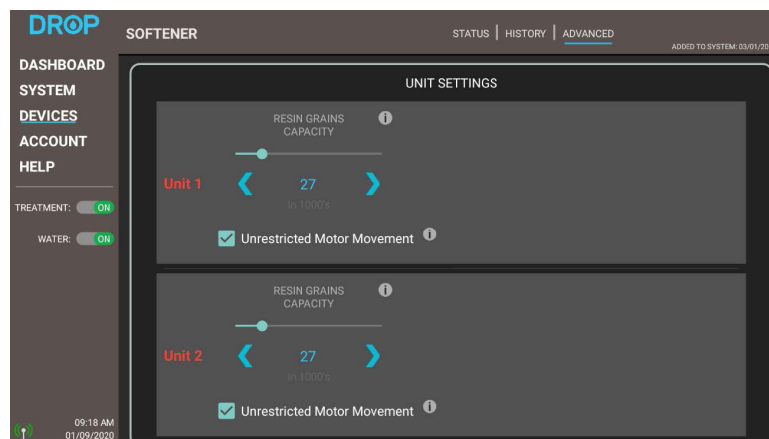 DROP
SOFTENER
STATUS | HISTORY | ADVANCED
ADDED TO SYSTEM: 03/01/20
DASHBOARD
SYSTEM
DEVICES
ACCOUNT
HELP
TREATMENT: ON
WATER: ON
09:18 AM
01/09/2020
UNIT SETTINGS
RESIN GRAINS
CAPACITY
Unit 1
27
In 1000's
Unrestricted Motor Movement
RESIN GRAINS
CAPACITY
Unit 2
27
In 1000's
Unrestricted Motor Movement